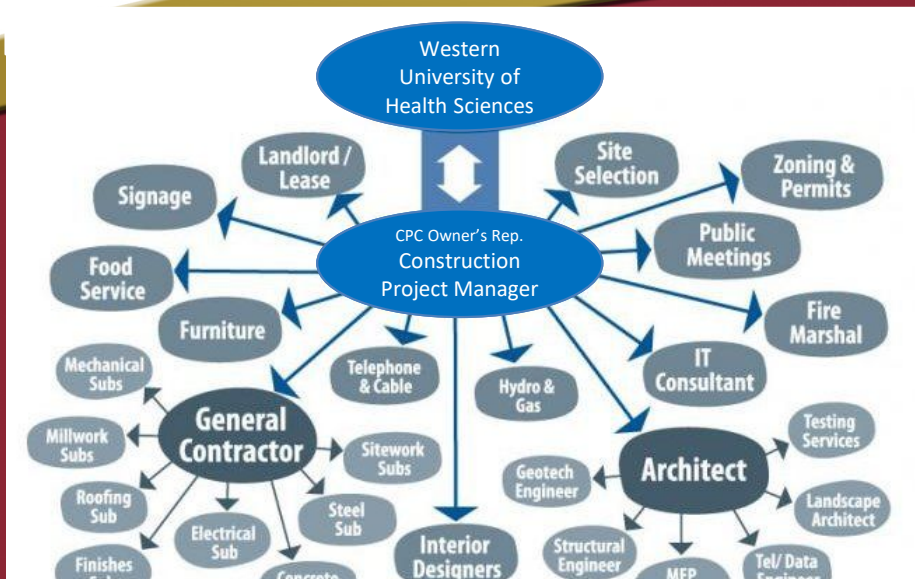 Western
University of
Health Sciences
Landlord /
Lease
Site
Selection
Zoning &
Permits
Signage
CPC Owner's Rep.
Construction
Project Manager
Public
Meetings
Food
Service
Furniture
Fire
Marshal
Telephone
& Cable
Hydro &
Gas
IT
Consultant
Mechanical
Subs
General
Contractor
Millwork
Subs
Sitework
Subs
Testing
Services
Geotech
Engineer
Architect
Roofing
Sub
Steel
Sub
Landscape
Architect
Electrical
Sub
Interior
Designers
Structural
Engineer
Finishes
Concrete
MEP
Tel/ Data